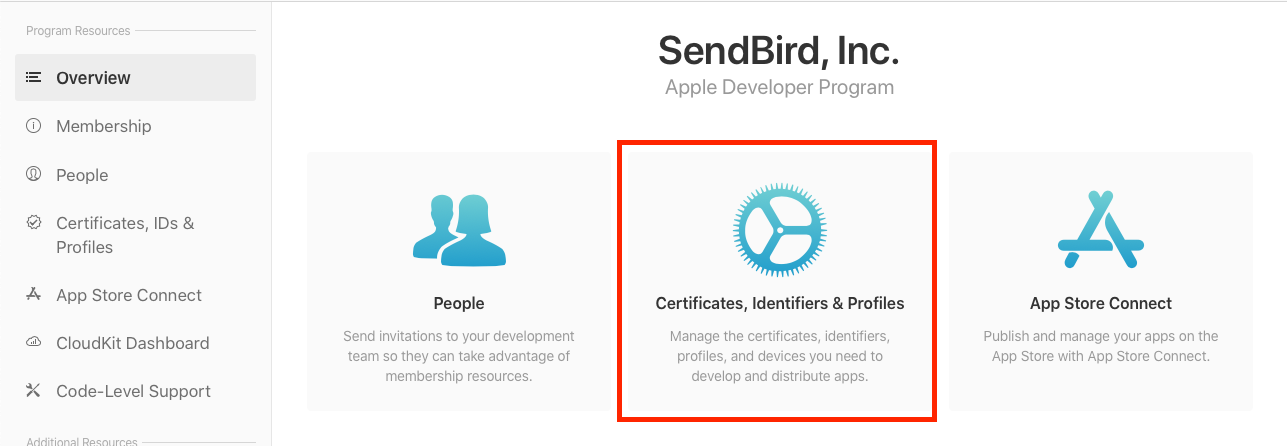 Program Resources
Overview
Membership
People
Certificates, IDs &
Profiles
App Store Connect
CloudKit Dashboard
Code-Level Support
Additional Resources
SendBird, Inc.
Apple Developer Program
People
Send invitations to your development
team so they can take advantage of
membership resources.
Certificates, Identifiers & Profiles
Manage the certificates, identifiers,
profiles, and devices you need to
develop and distribute apps.
App Store Connect
Publish and manage your apps on the
App Store with App Store Connect.